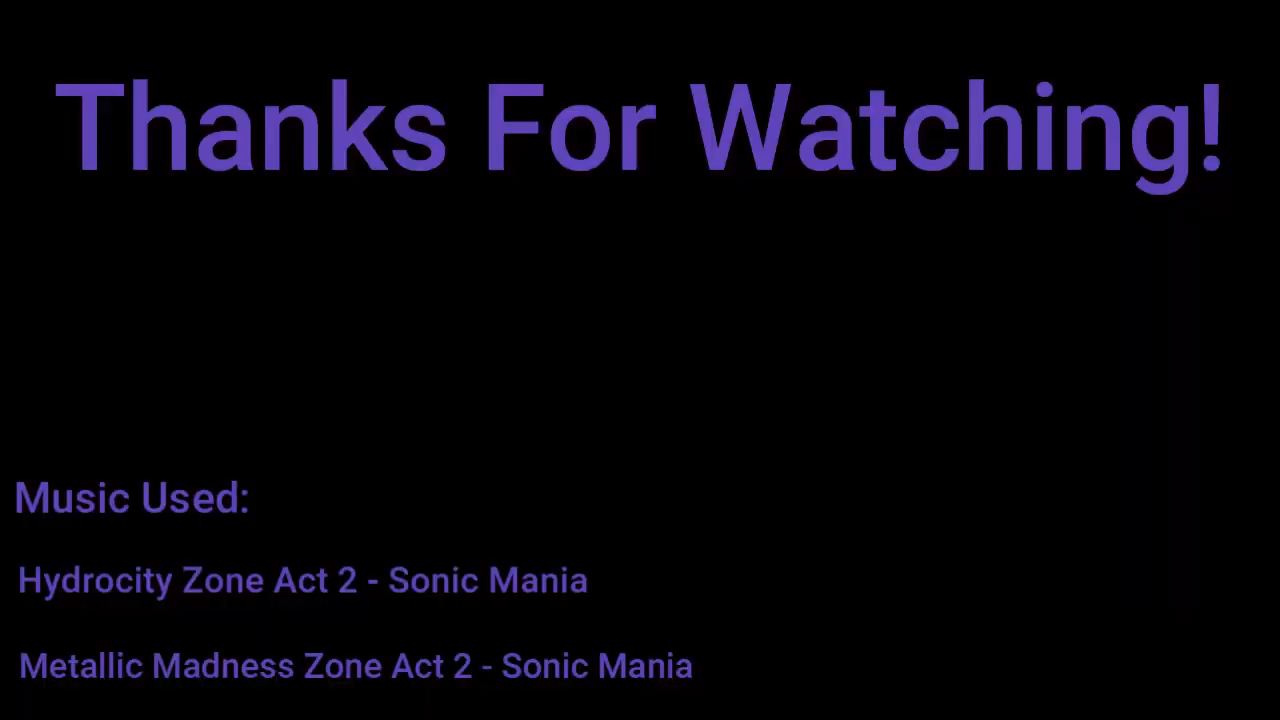 Thanks For Watching!
Music Used:
Hydrocity Zone Act 2 - Sonic Mania
Metallic Madness Zone Act 2 - Sonic Mania